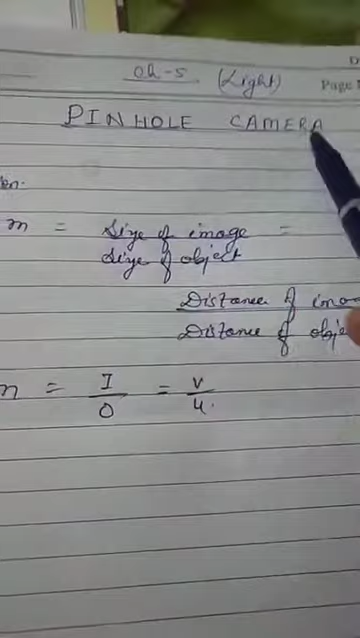 Ch-5 (Light)
Page
PINHOLE CAMERA
m = Size of image =
Size of object
Distance of
Distance of
= I = v
O u.